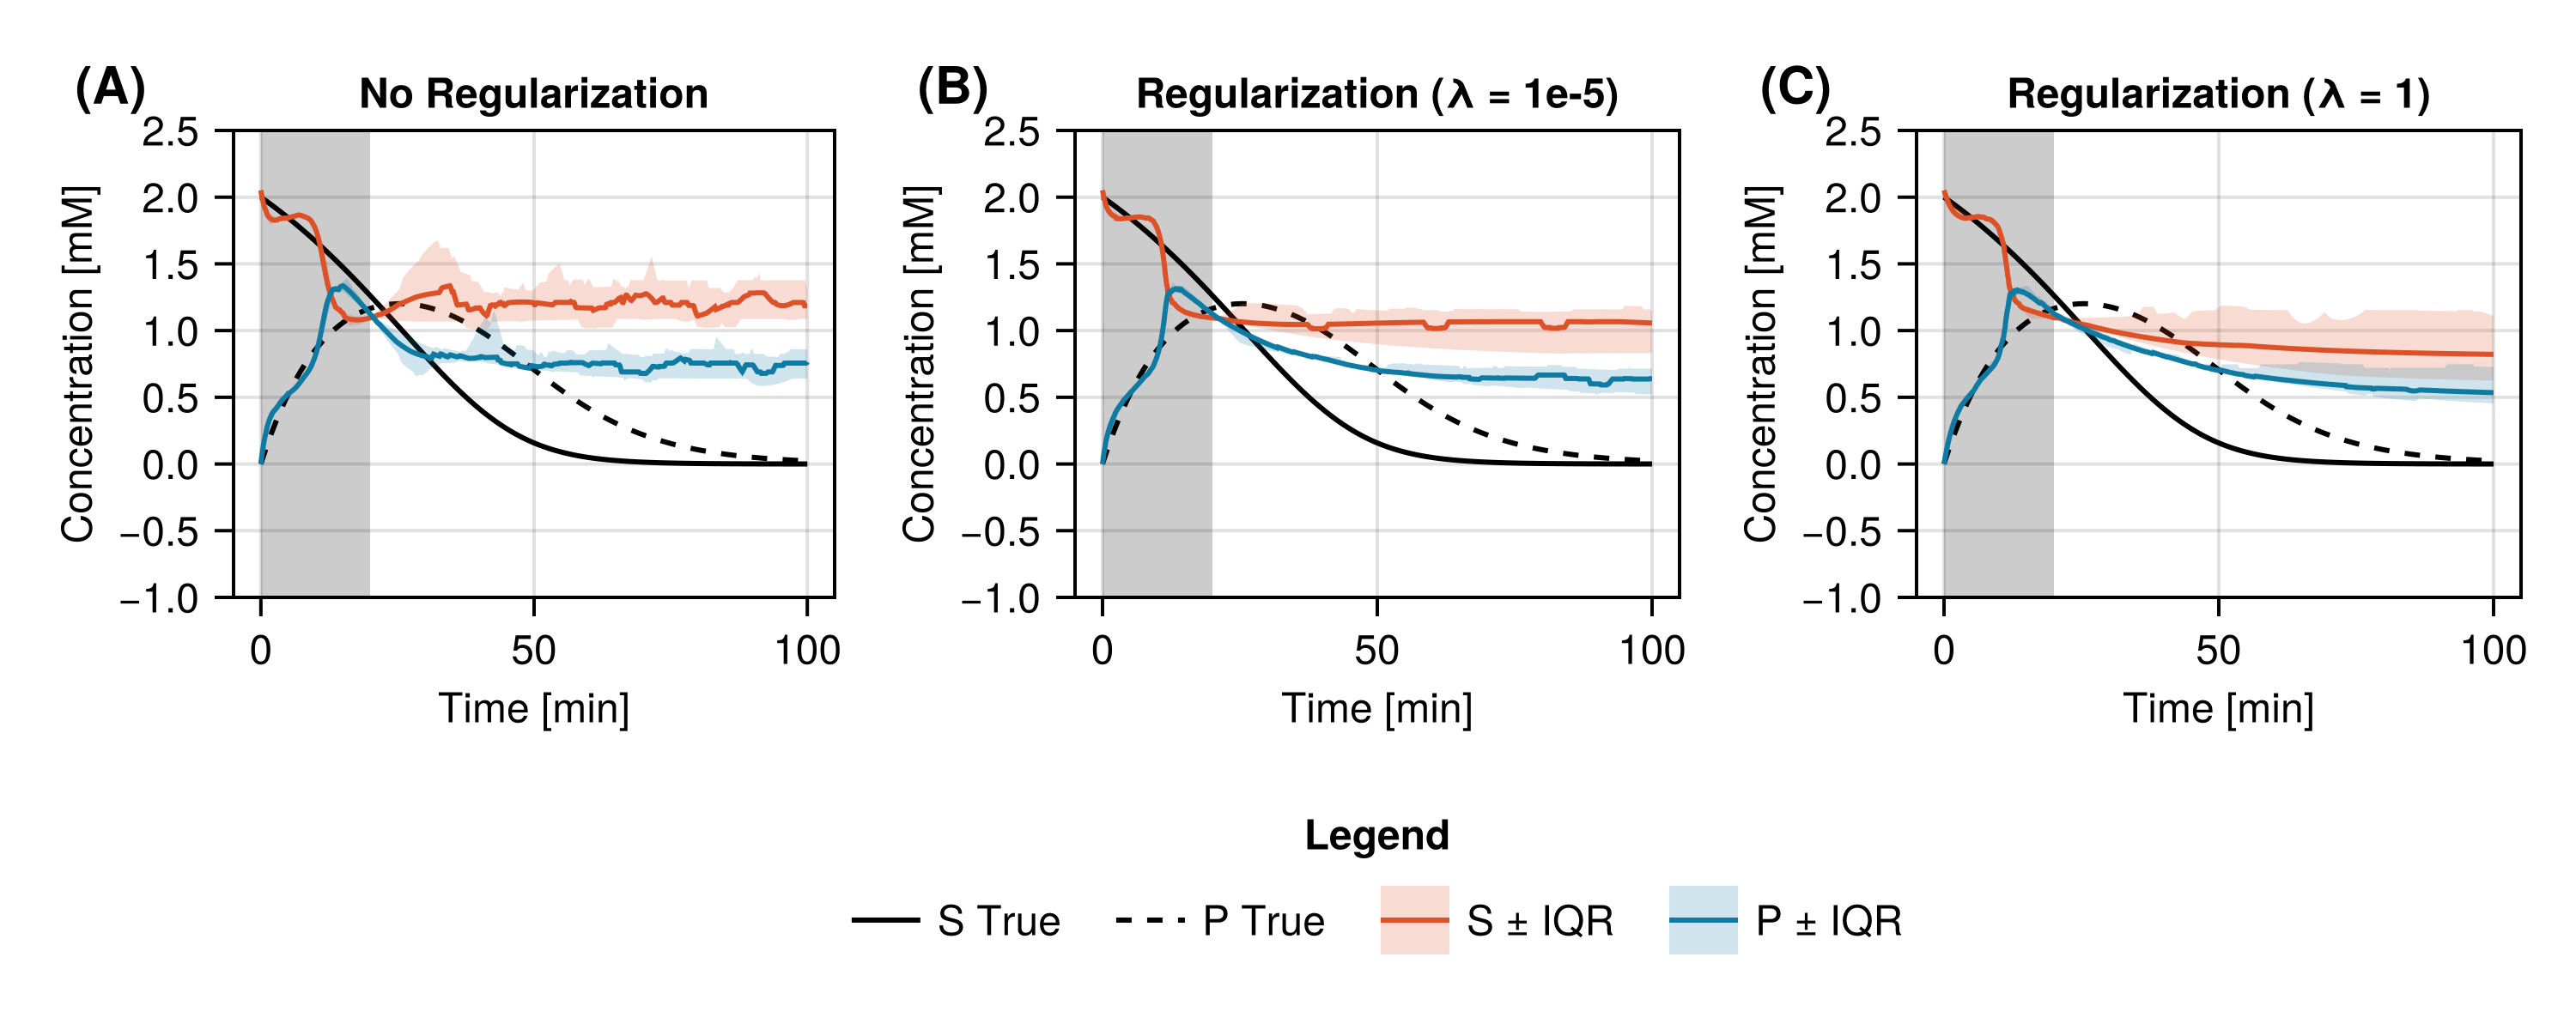 (A) No Regularization
2.5
2.0
1.5
1.0
0.5
0.0
−0.5
−1.0
Concentration [mM]
0 50 100
Time [min]
(B) Regularization (λ = 1e-5)
2.5
2.0
1.5
1.0
0.5
0.0
−0.5
−1.0
Concentration [mM]
0 50 100
Time [min]
(C) Regularization (λ = 1)
2.5
2.0
1.5
1.0
0.5
0.0
−0.5
−1.0
Concentration [mM]
0 50 100
Time [min]
Legend
S True P True S ± IQR P ± IQR